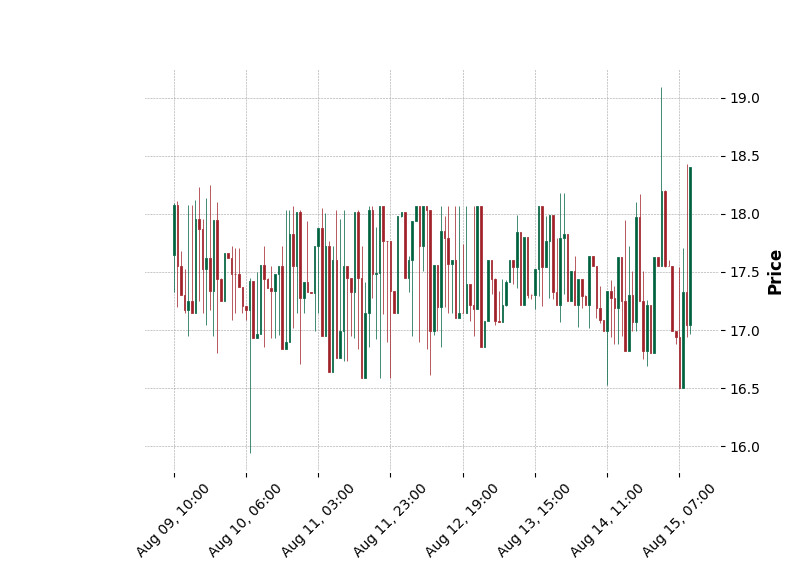 19.0
18.5
18.0
17.5
17.0
16.5
16.0
Price
Aug 09, 10:00
Aug 10, 06:00
Aug 11, 03:00
Aug 11, 23:00
Aug 12, 19:00
Aug 13, 15:00
Aug 14, 11:00
Aug 15, 07:00